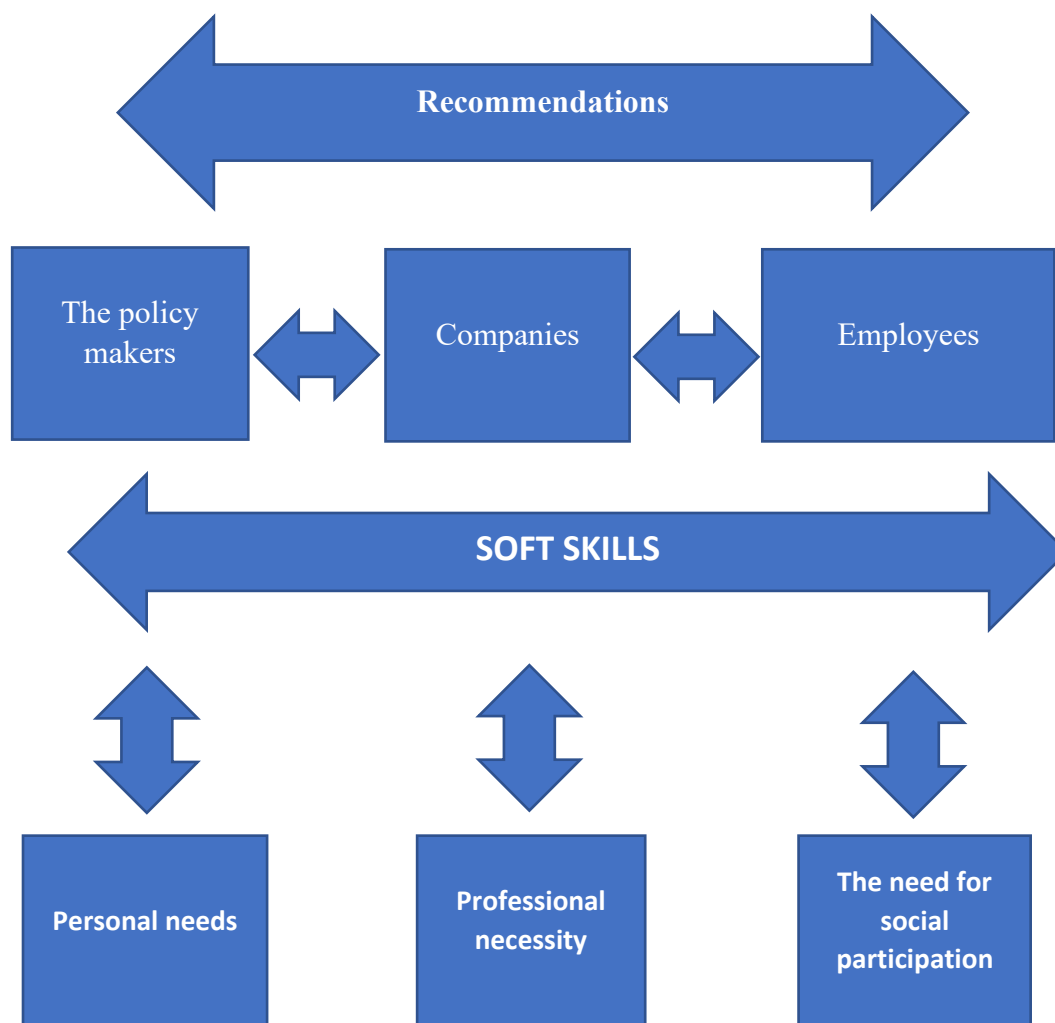 Recommendations
The policy
makers
Companies
Employees
SOFT SKILLS
Personal needs
Professional
necessity
The need for
social
participation